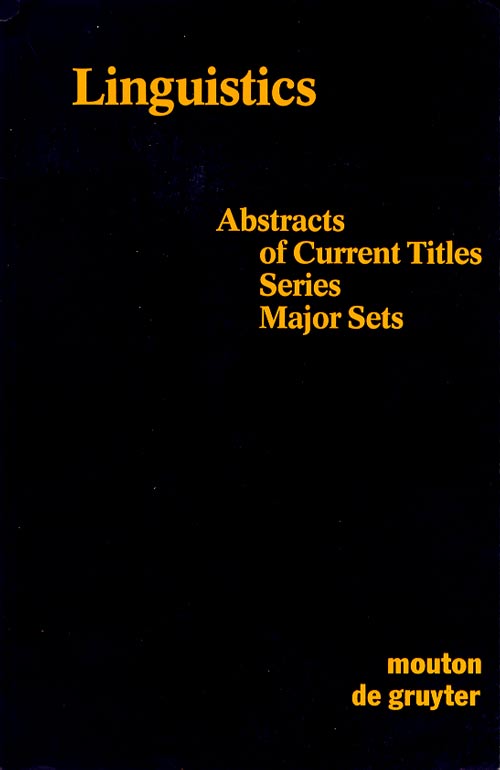 Linguistics
Abstracts
of Current Titles
Series
Major Sets
mouton
de gruyter